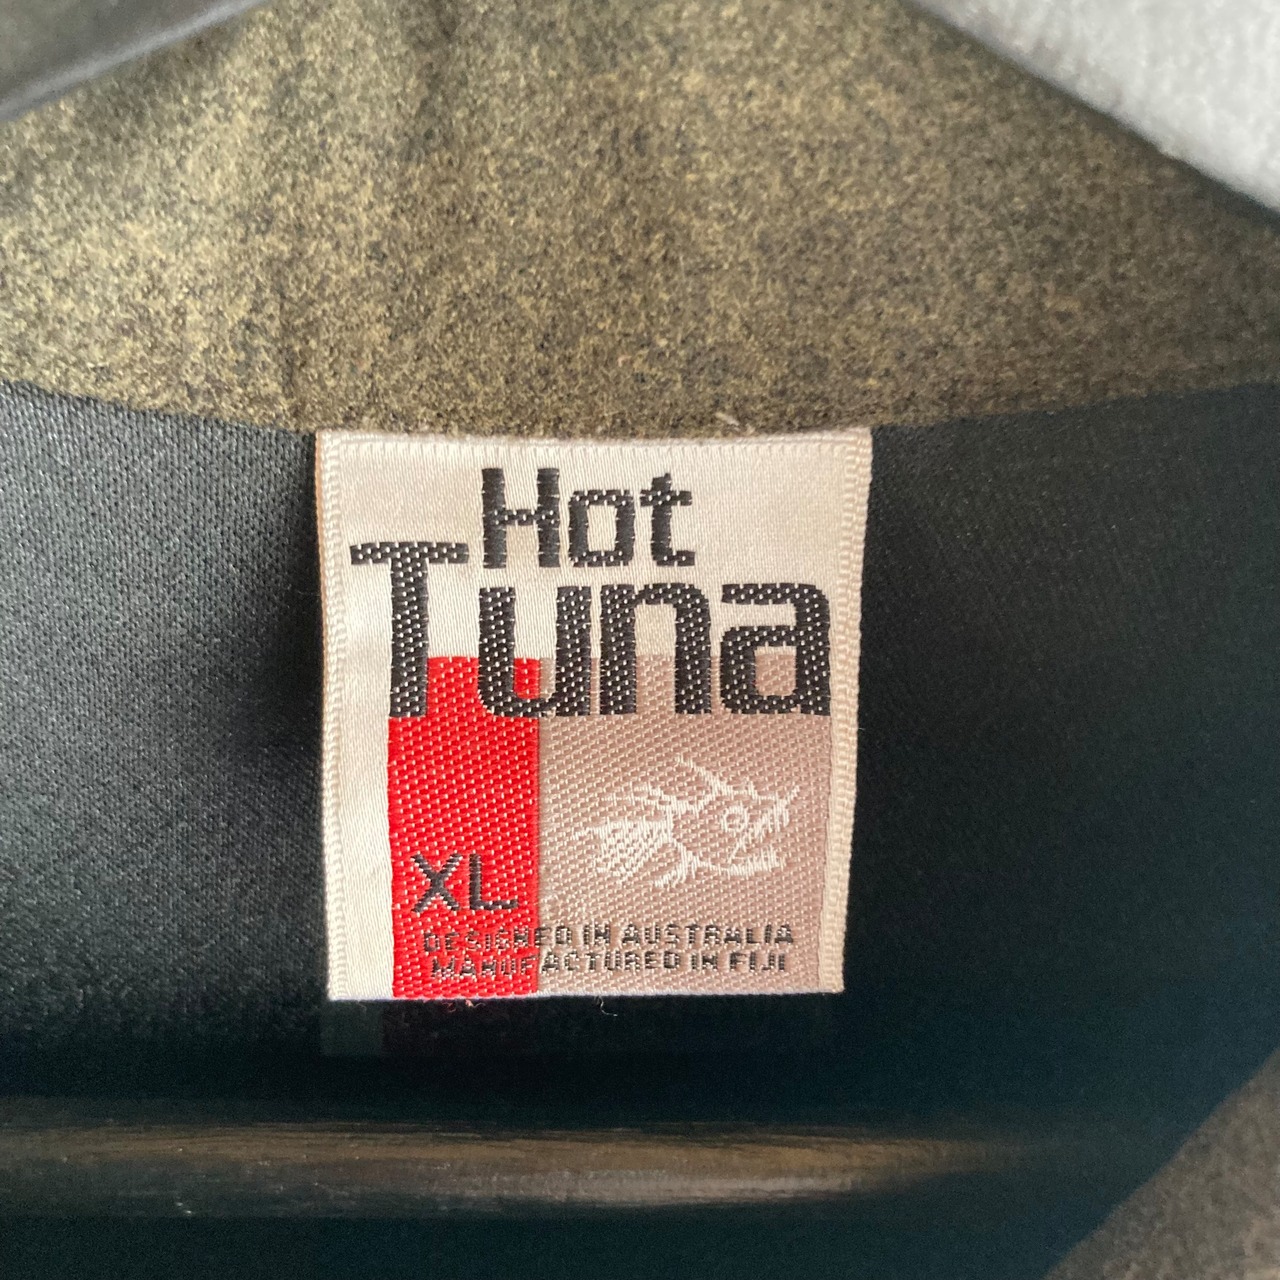 Hot
Tuna
XL
DESIGNED IN AUSTRALIA
MANUFACTURED IN FIJI